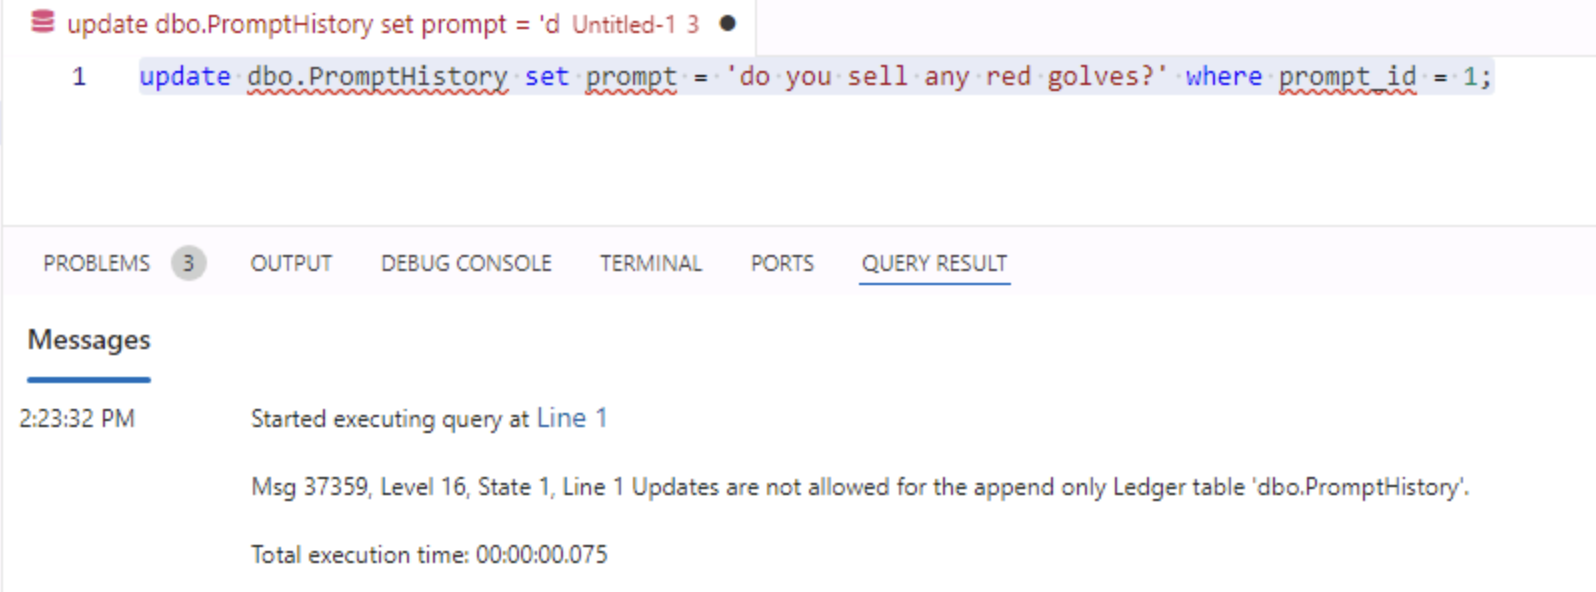 update dbo.PromptHistory set prompt = 'd Untitled-1 3
1 update dbo.PromptHistory set prompt = 'do you sell any red golves?' where prompt_id = 1;
PROBLEMS 3 OUTPUT DEBUG CONSOLE TERMINAL PORTS QUERY RESULT
Messages
2:23:32 PM Started executing query at Line 1
Msg 37359, Level 16, State 1, Line 1 Updates are not allowed for the append only Ledger table 'dbo.PromptHistory'.
Total execution time: 00:00:00.075